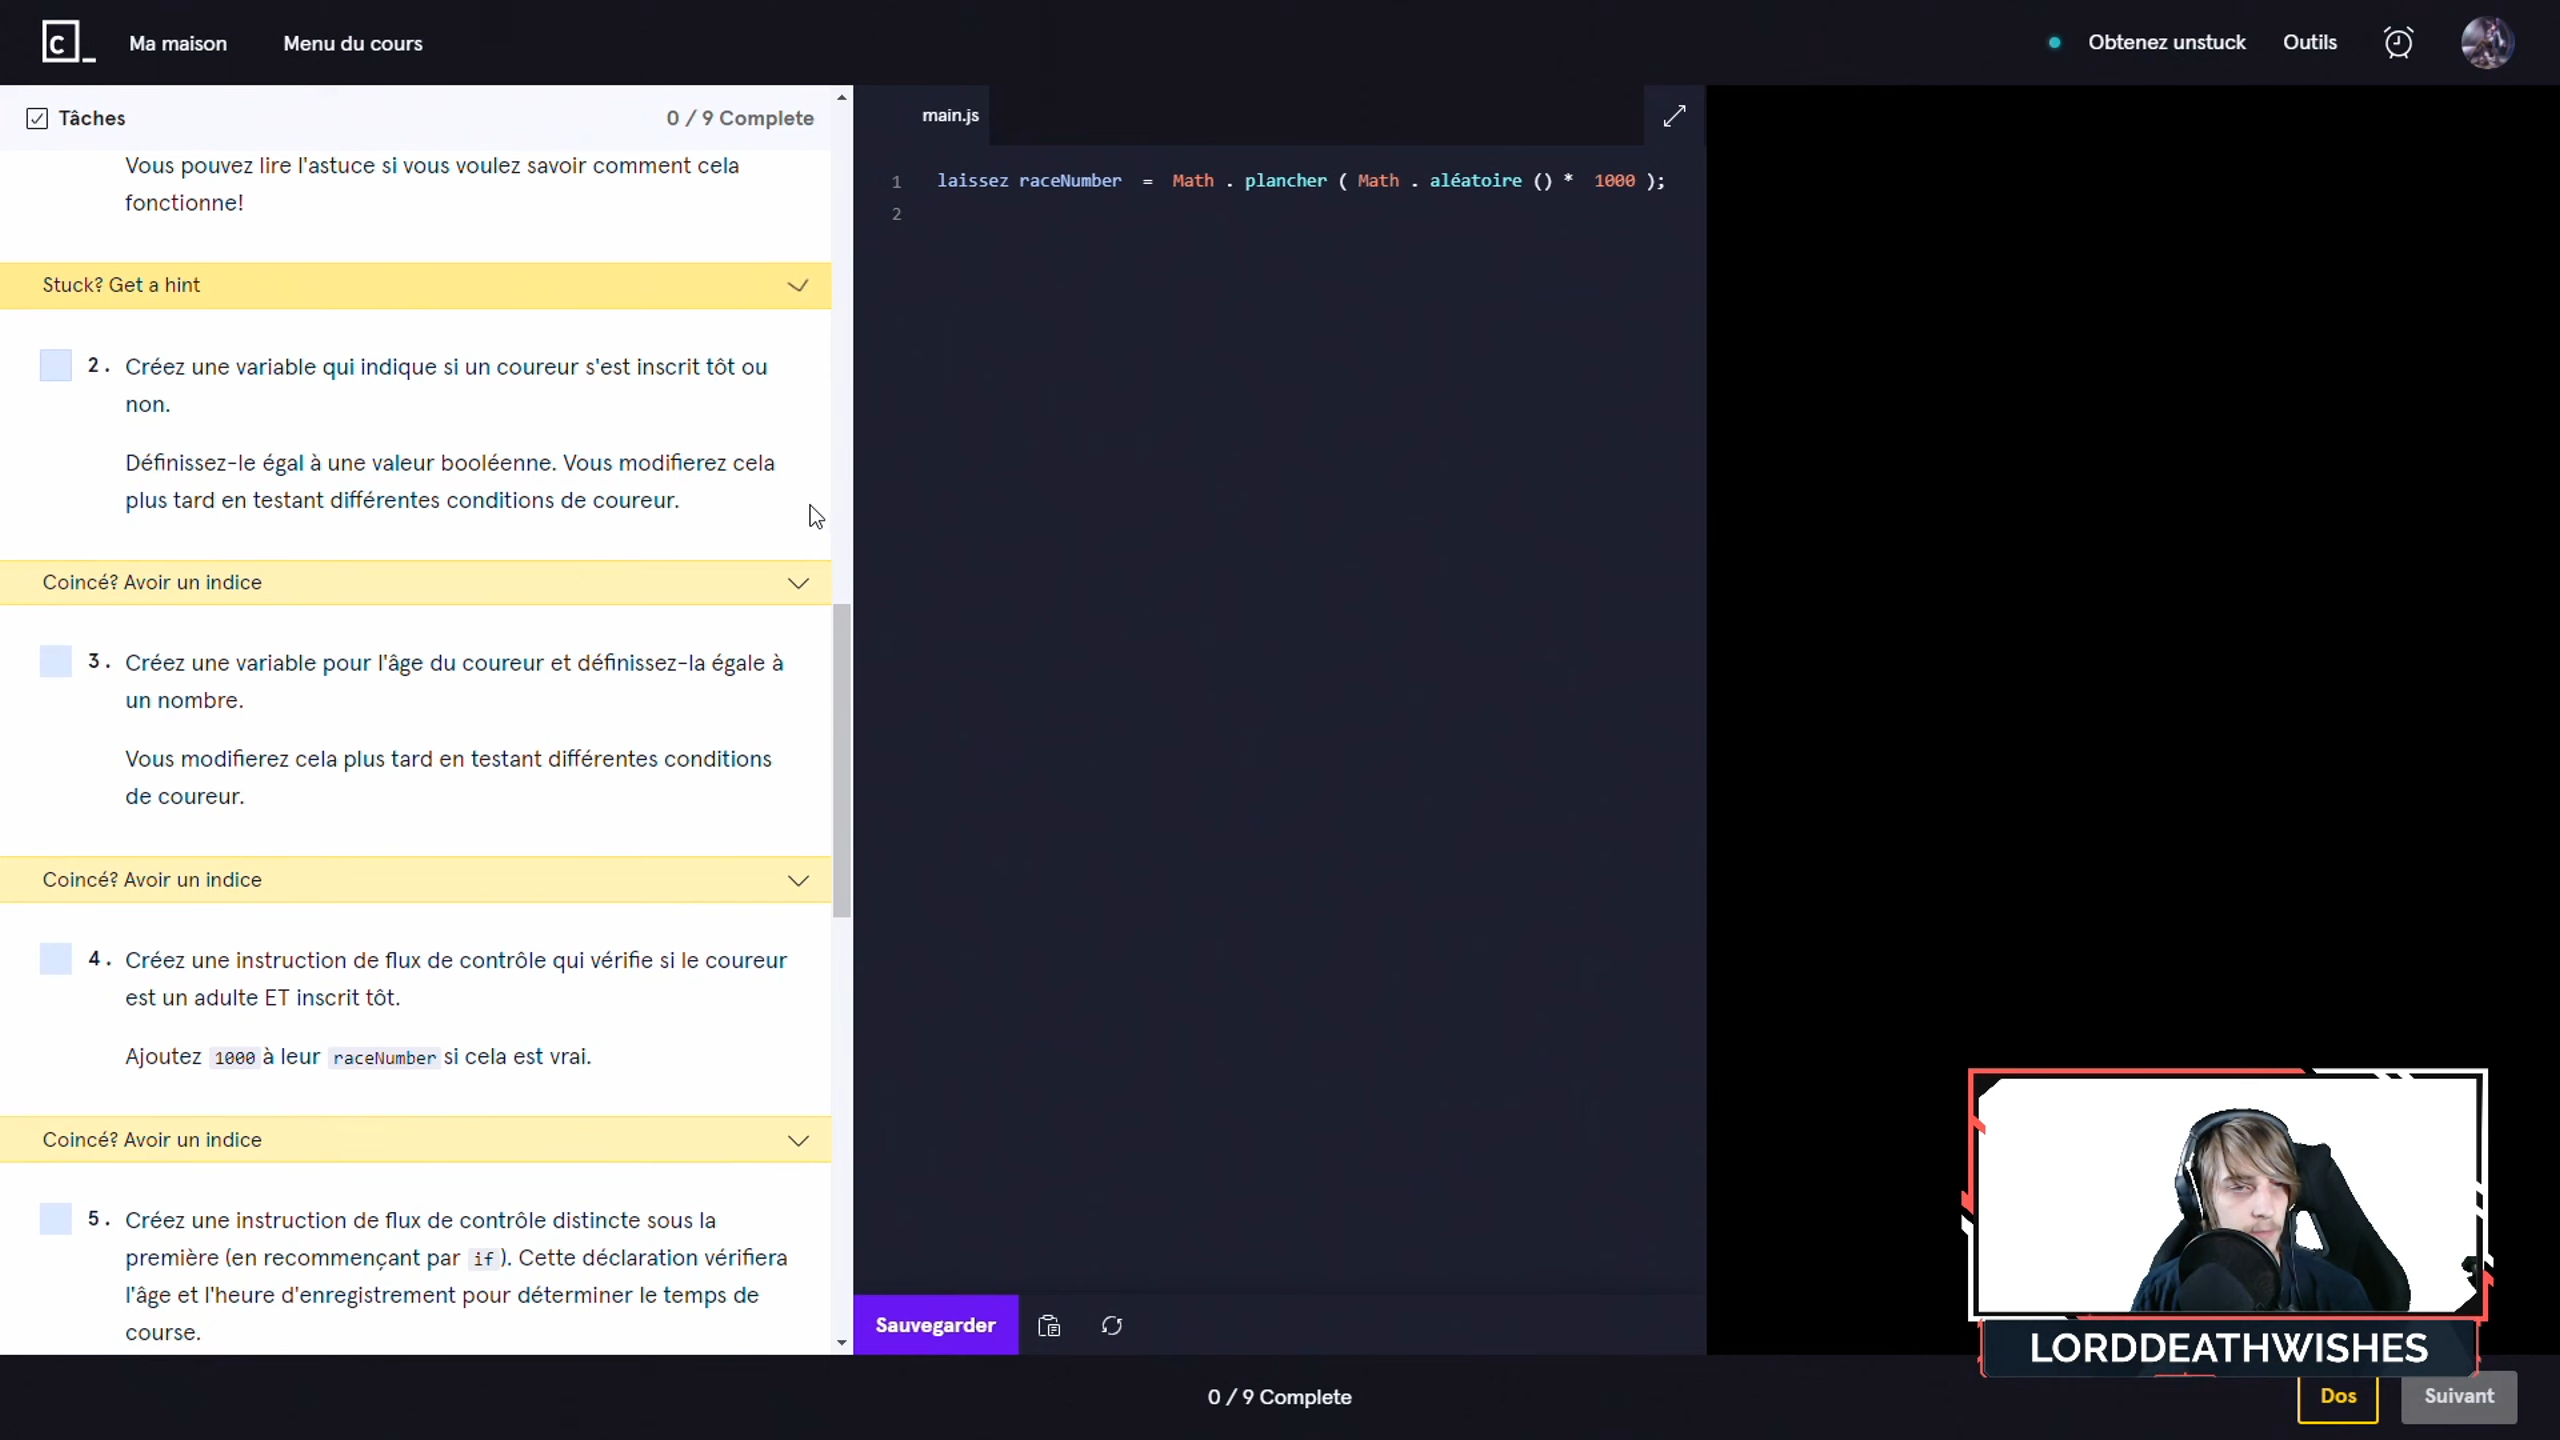 C_ Ma maison Menu du cours
Obtenez unstuck Outils
Tâches 0 / 9 Complete
Vous pouvez lire l'astuce si vous voulez savoir comment cela
fonctionne!
Stuck? Get a hint
2. Créez une variable qui indique si un coureur s'est inscrit tôt ou
non.
Définissez-le égal à une valeur booléenne. Vous modifierez cela
plus tard en testant différentes conditions de coureur.
Coincé? Avoir un indice
3. Créez une variable pour l'âge du coureur et définissez-la égale à
un nombre.
Vous modifierez cela plus tard en testant différentes conditions
de coureur.
Coincé? Avoir un indice
4. Créez une instruction de flux de contrôle qui vérifie si le coureur
est un adulte ET inscrit tôt.
Ajoutez 1000 à leur raceNumber si cela est vrai.
Coincé? Avoir un indice
5. Créez une instruction de flux de contrôle distincte sous la
première (en recommençant par if). Cette déclaration vérifiera
l'âge et l'heure d'enregistrement pour déterminer le temps de
course.
main.js
1 laissez raceNumber = Math . plancher ( Math . aléatoire () * 1000 );
2
Sauvegarder
LORDDEATHWISHES
0 / 9 Complete
Dos Suivant